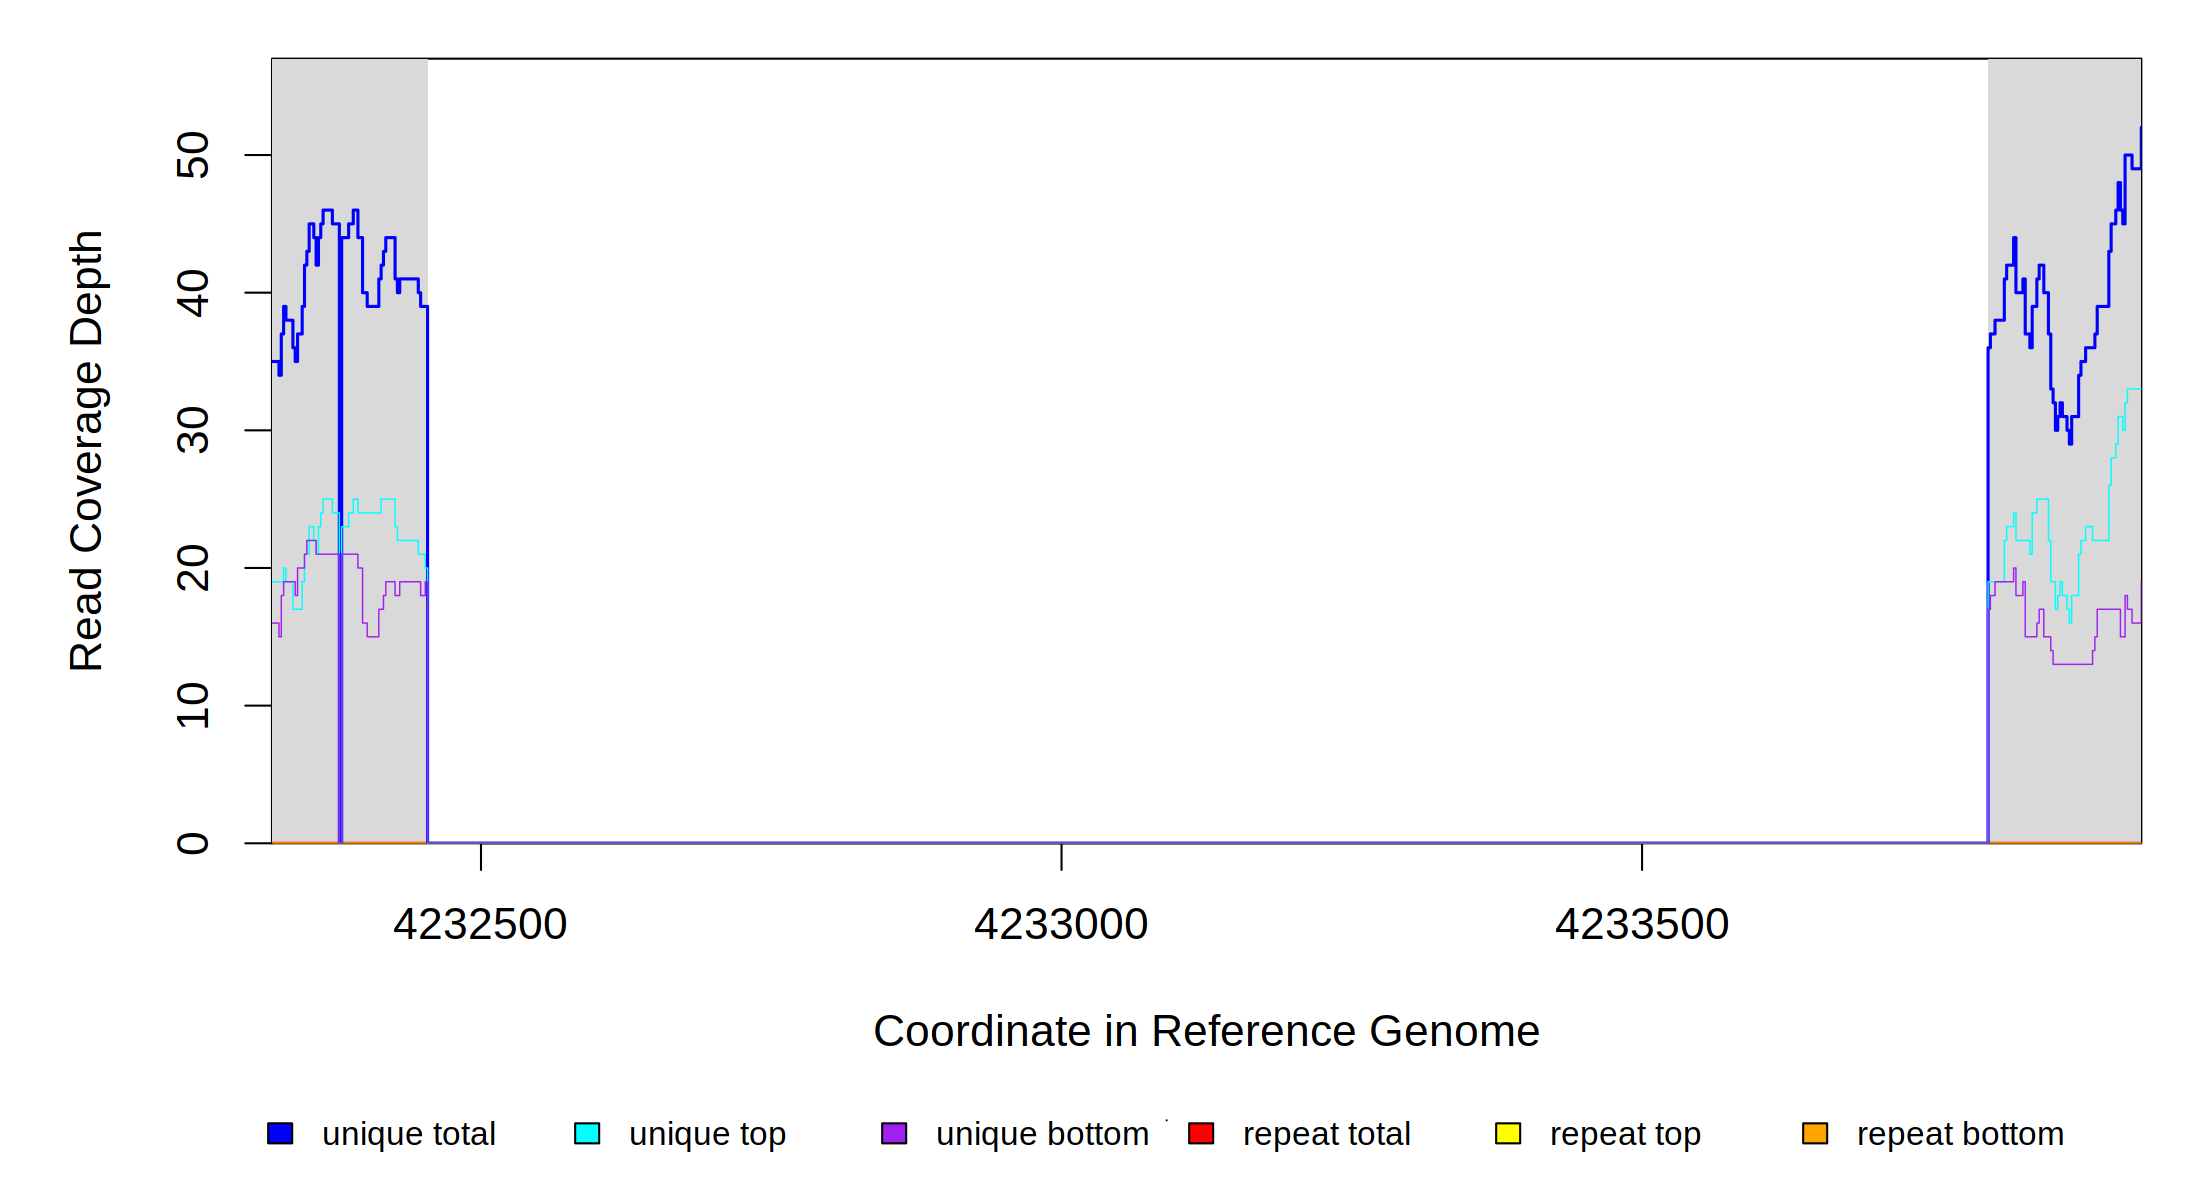 Read Coverage Depth
50
40
30
20
10
0
4232500 4233000 4233500
Coordinate in Reference Genome
unique total unique top unique bottom repeat total repeat top repeat bottom